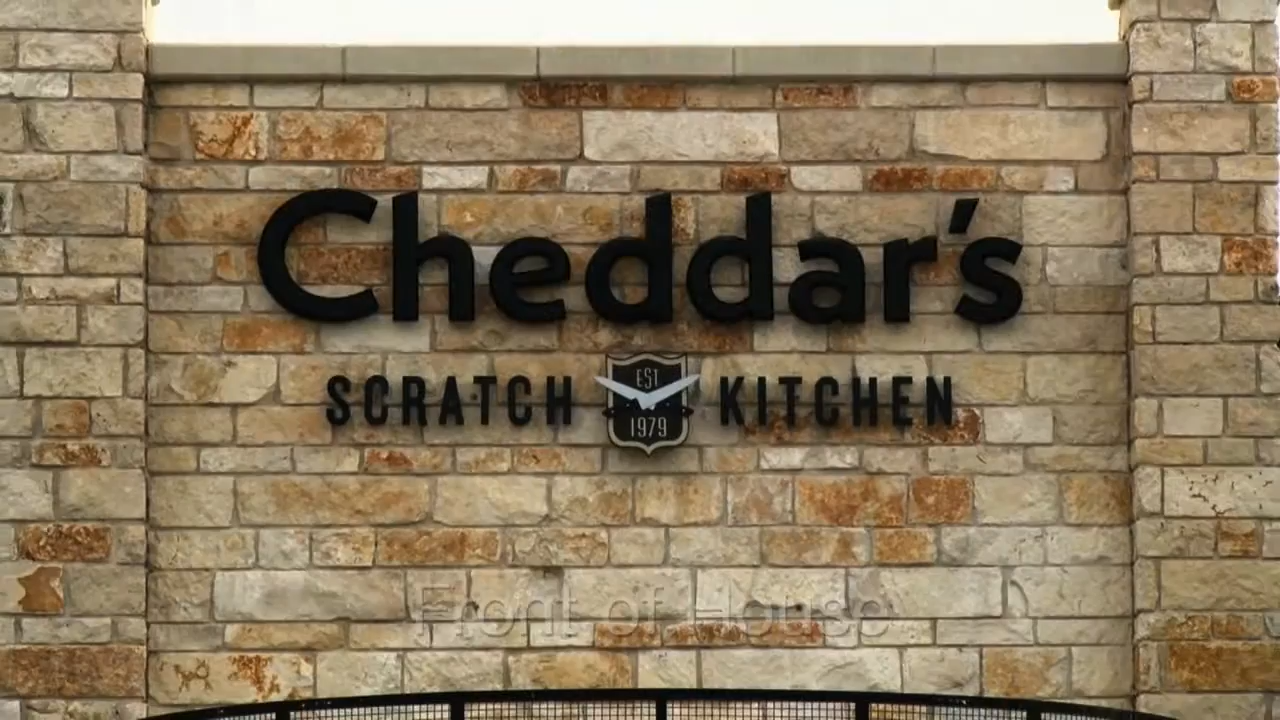 Cheddar's
SCRATCH KITCHEN
EST
1979
Front of House